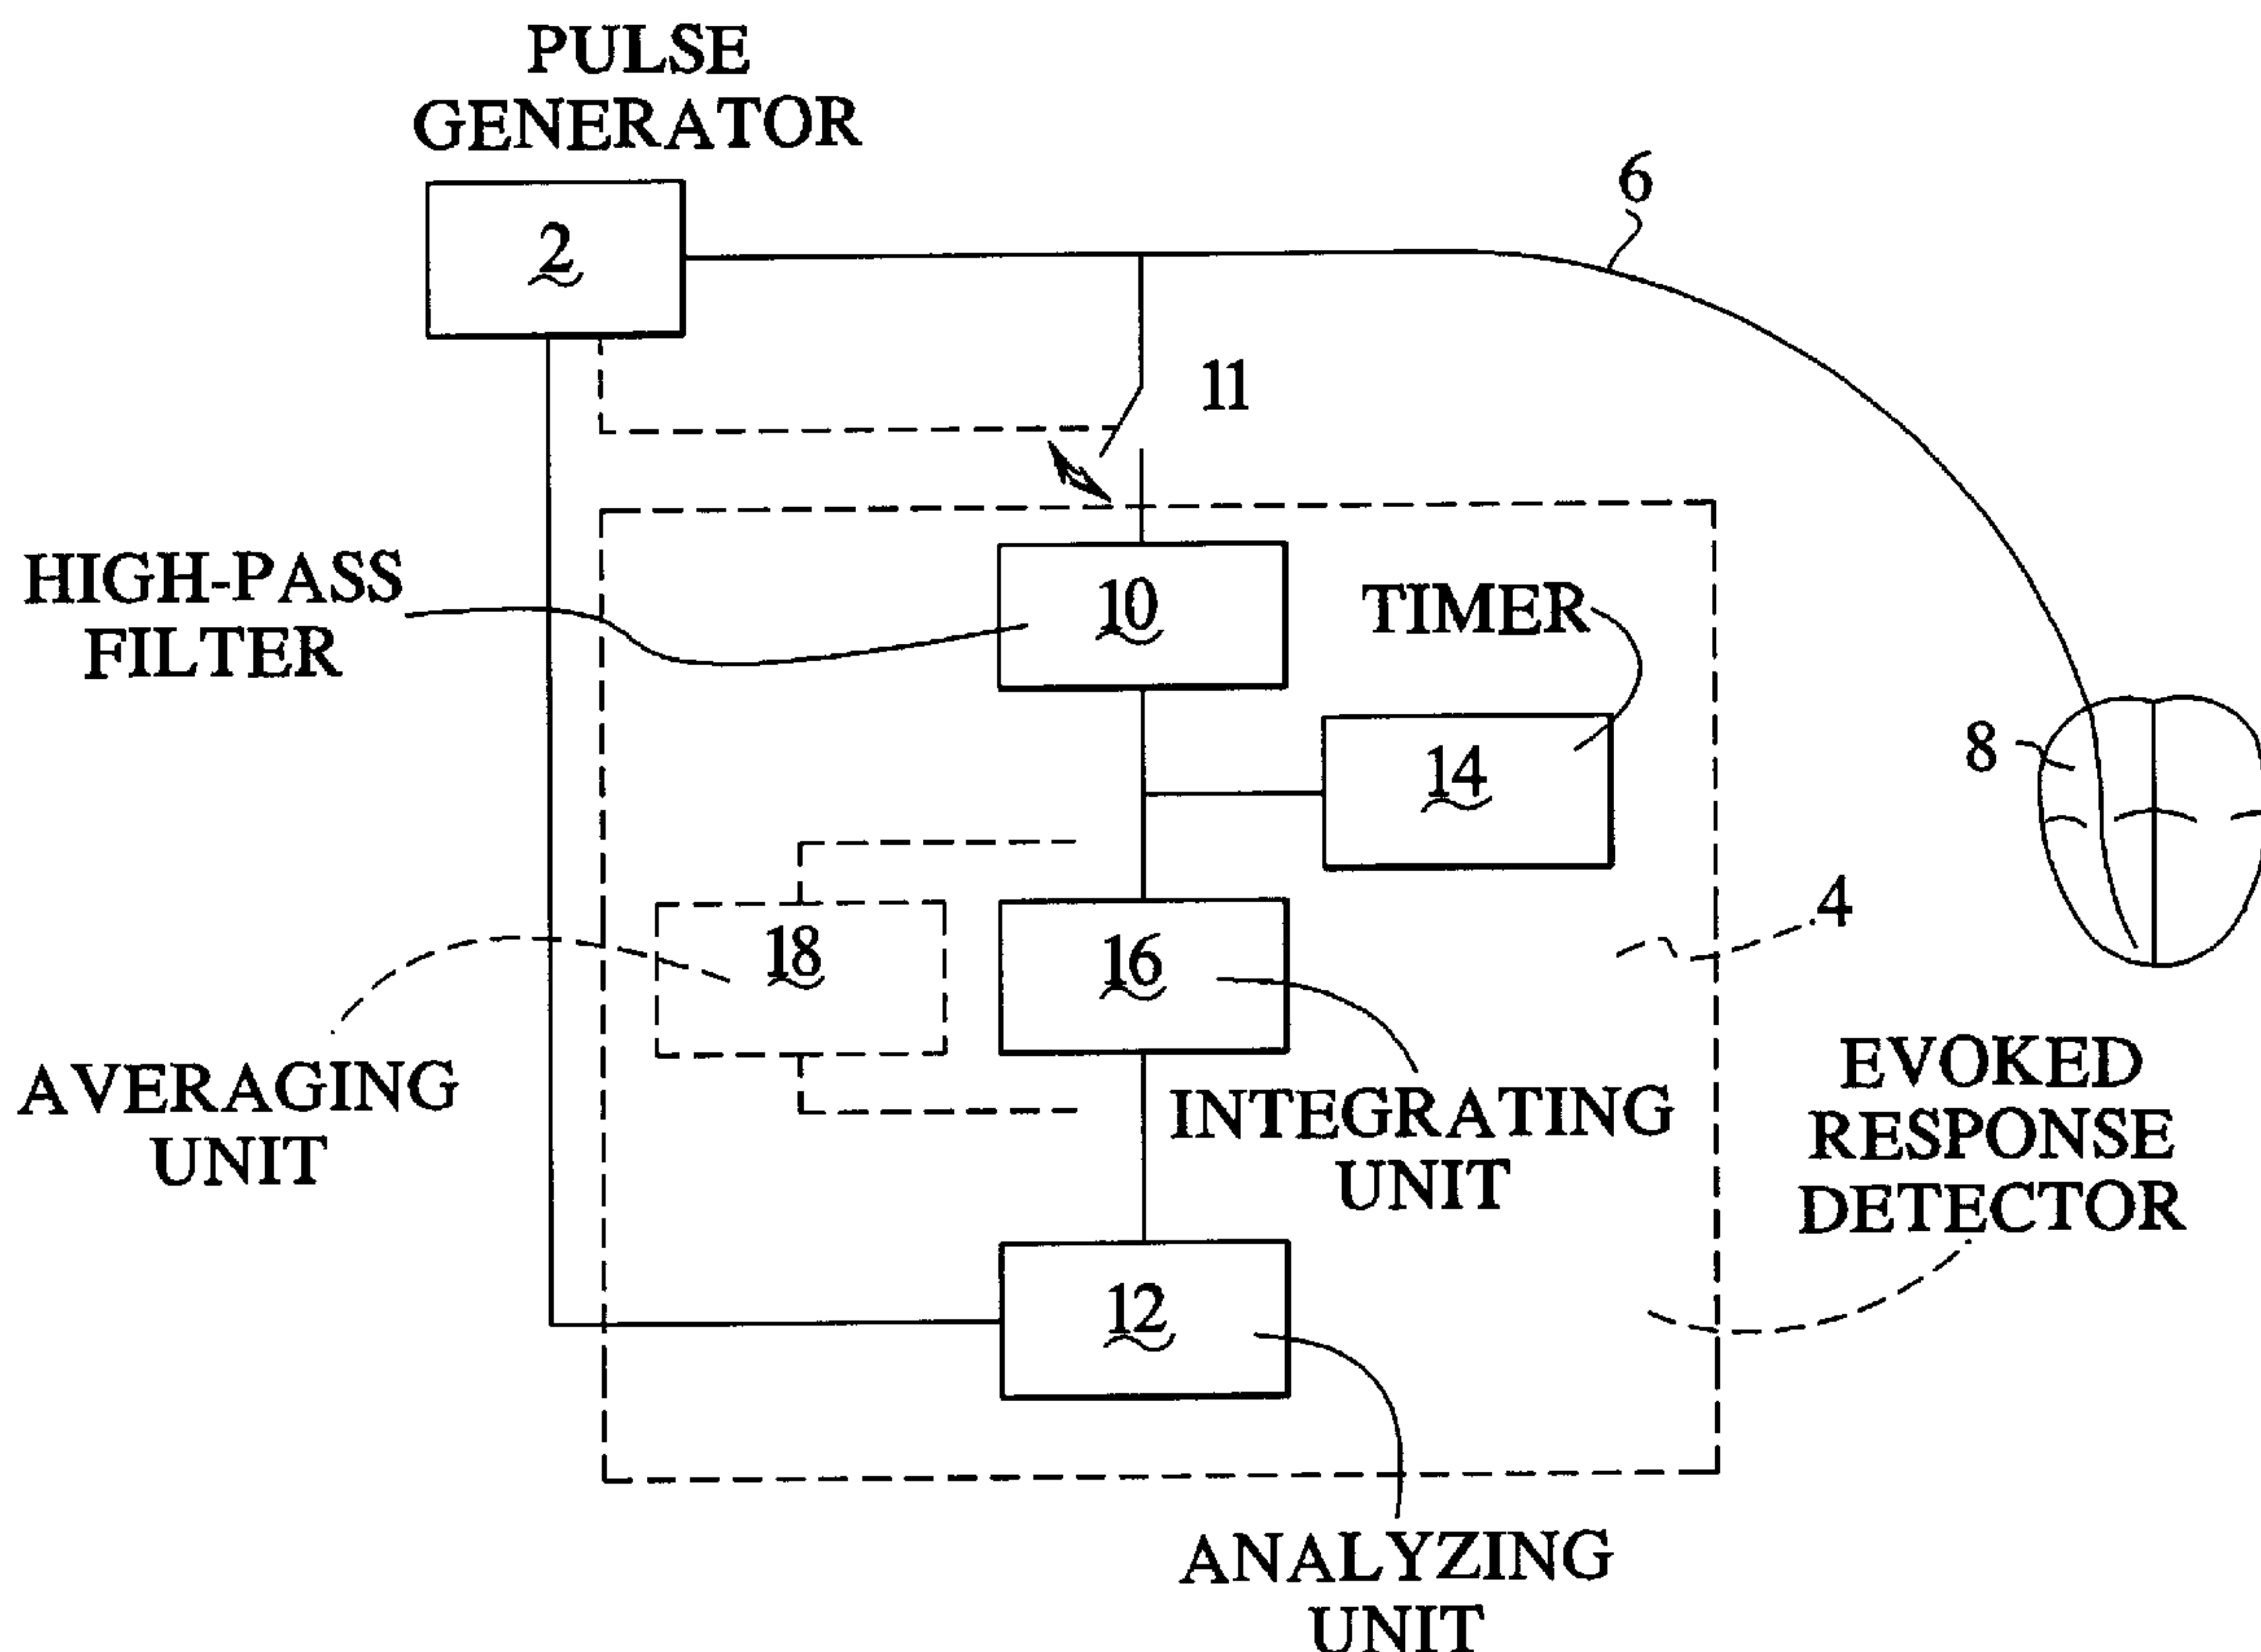 PULSE
GENERATOR
2
6
11
HIGH-PASS
FILTER
10
TIMER
14
8
4
18
16
AVERAGING
UNIT
INTEGRATING
UNIT
EVOKED
RESPONSE
DETECTOR
12
ANALYZING
UNIT